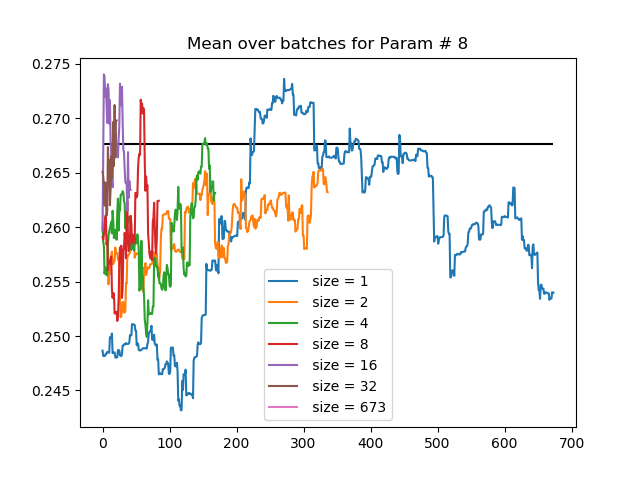 Mean over batches for Param # 8
0.275
0.270
0.265
0.260
0.255
0.250
0.245
size = 1
size = 2
size = 4
size = 8
size = 16
size = 32
size = 673
0 100 200 300 400 500 600 700